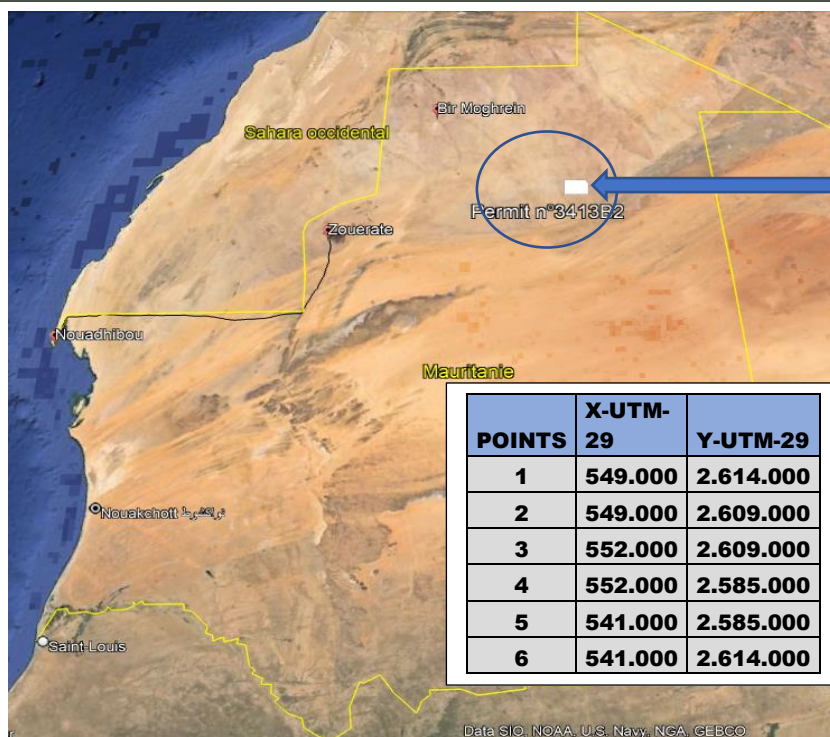 Bir Moghrein
Sahara occidental
Permit n°3413B2
Zouerate
Nouadhibou
Mauritanie
POINTS X-UTM-29 Y-UTM-29
1 549.000 2.614.000
2 549.000 2.609.000
3 552.000 2.609.000
4 552.000 2.585.000
5 541.000 2.585.000
6 541.000 2.614.000
Nouakchott نواكشوط
Saint-Louis
Data SIO, NOAA, U.S. Navy, NGA, GEBCO